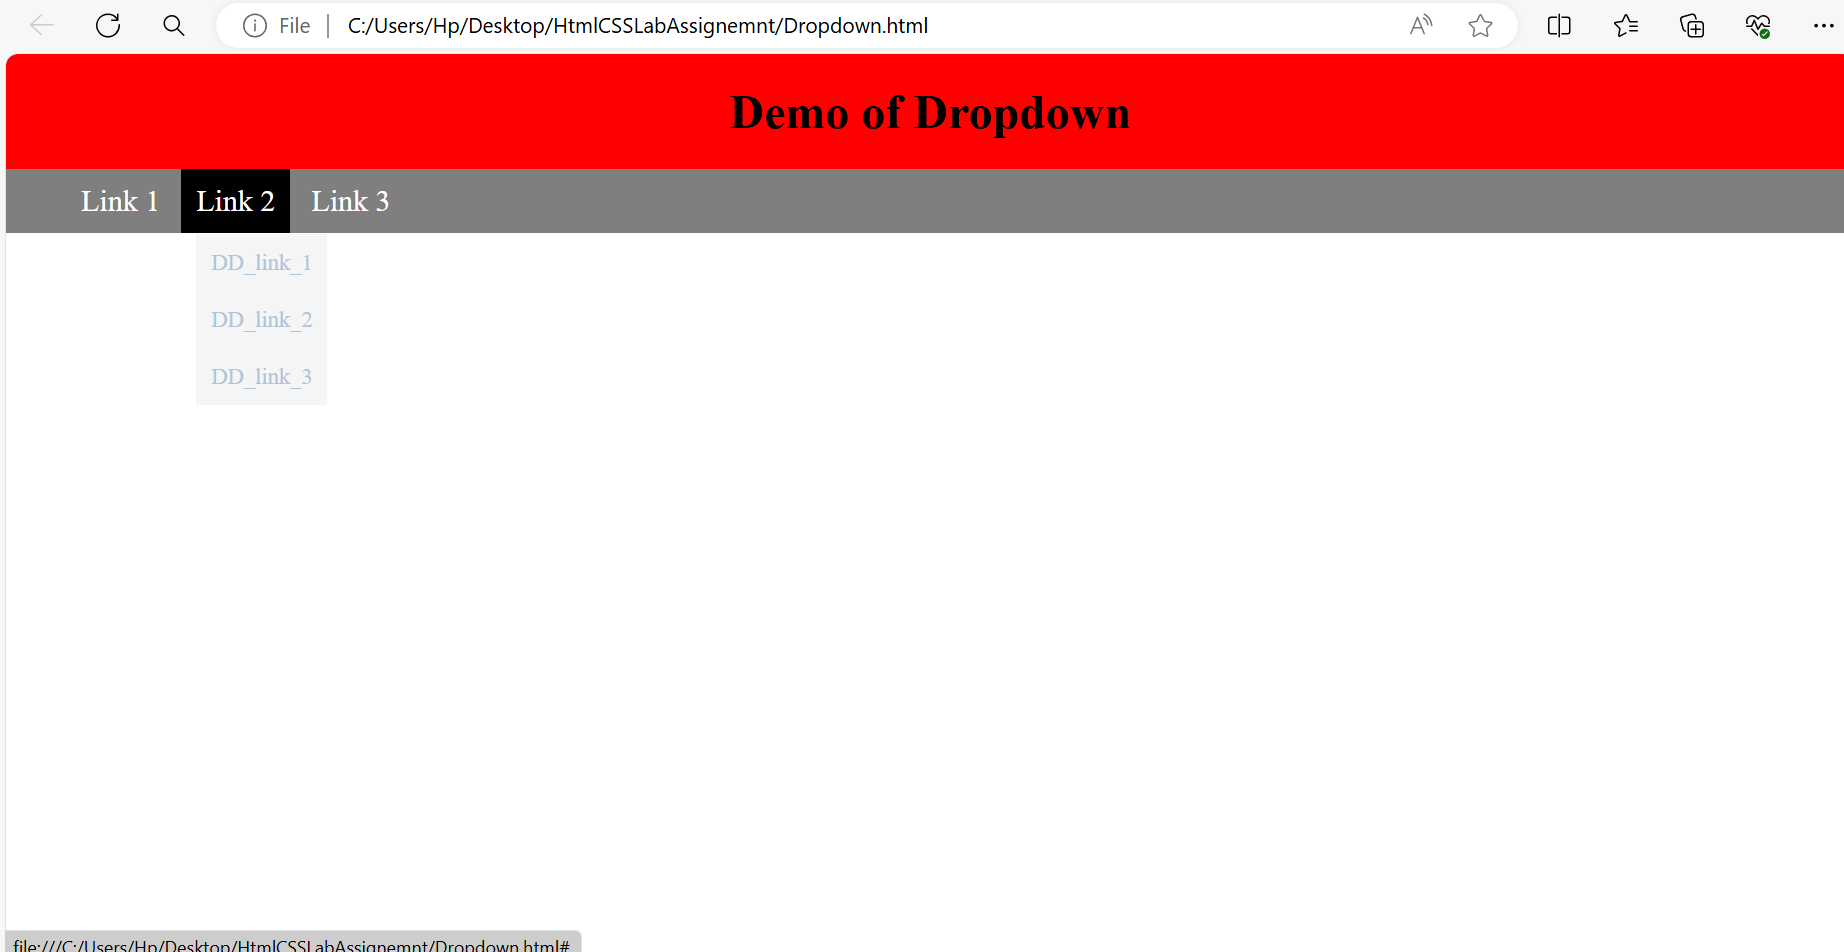 File | C:/Users/Hp/Desktop/HtmlCSSLabAssignemnt/Dropdown.html
Demo of Dropdown
Link 1 Link 2 Link 3
DD_link_1
DD_link_2
DD_link_3
file:///C:/Users/Hp/Desktop/HtmlCSSLabAssignemnt/Dropdown.html#